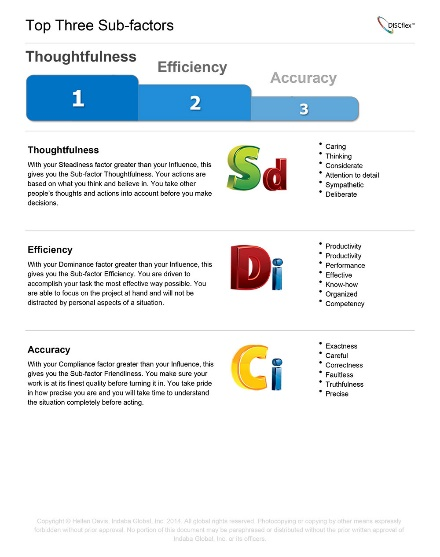 Top Three Sub-factors
DISCflex™
Thoughtfulness
Efficiency
Accuracy
1
2
3
Thoughtfulness
With your Steadiness factor greater than your Influence, this
gives you the Sub-factor Thoughtfulness. Your actions are
based on what you think and believe in. You take other
people's thoughts and actions into account before you make
decisions.
Sd
Caring
Thinking
Considerate
Attention to detail
Sympathetic
Deliberate
Efficiency
With your Dominance factor greater than your Influence, this
gives you the Sub-factor Efficiency. You are driven to
accomplish your task the most effective way possible. You
are able to focus on the project at hand and will not be
distracted by personal aspects of a situation.
Di
Productivity
Productivity
Performance
Effective
Know-how
Organized
Competency
Accuracy
With your Compliance factor greater than your Influence, this
gives you the Sub-factor Friendliness. You make sure your
work is at its finest quality before turning it in. You take pride
in how precise you are and you will take time to understand
the situation completely before acting.
Ci
Exactness
Careful
Correctness
Faultless
Truthfulness
Precise
Copyright © Hellen Davis, Indaba Global, Inc. 2014. All global rights reserved. Photocopying or copying by other means expressly
forbidden without prior approval. No portion of this document may be paraphrased or distributed without the prior written approval of
Indaba Global, Inc. or its officers.